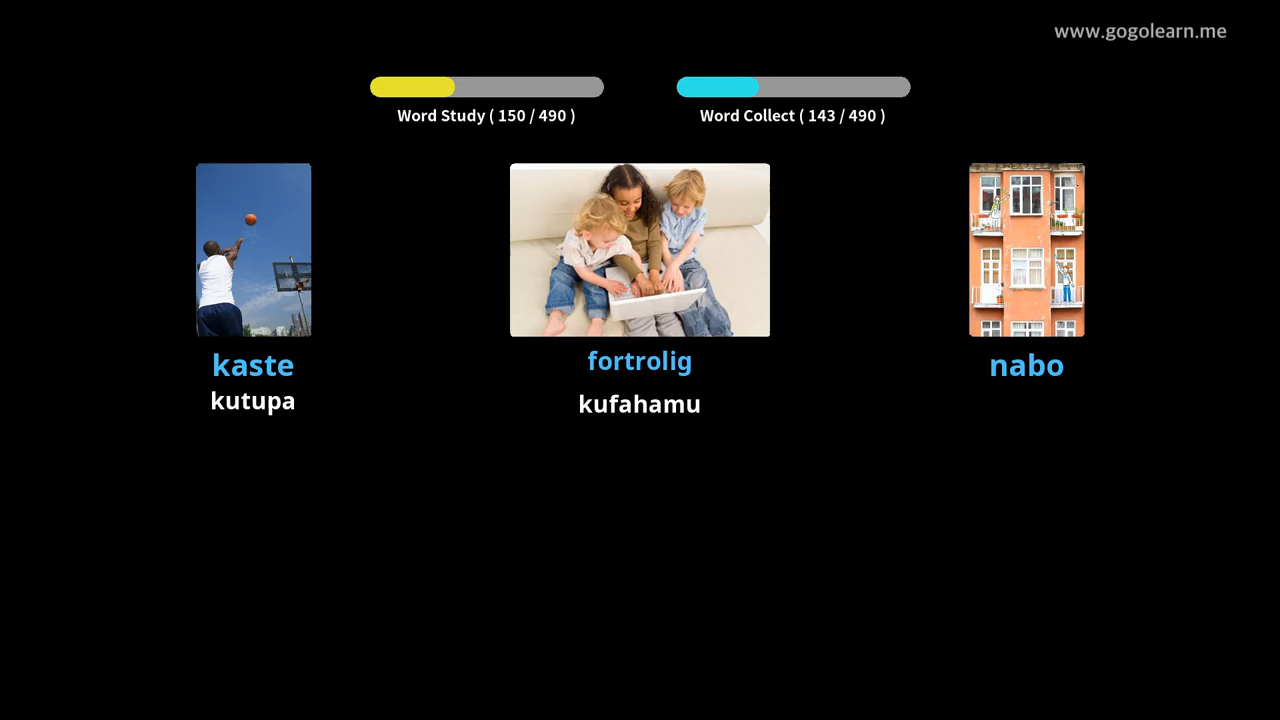 www.gogolearn.me
Word Study ( 150 / 490 )
Word Collect ( 143 / 490 )
kaste
kutupa
fortrolig
kufahamu
nabo